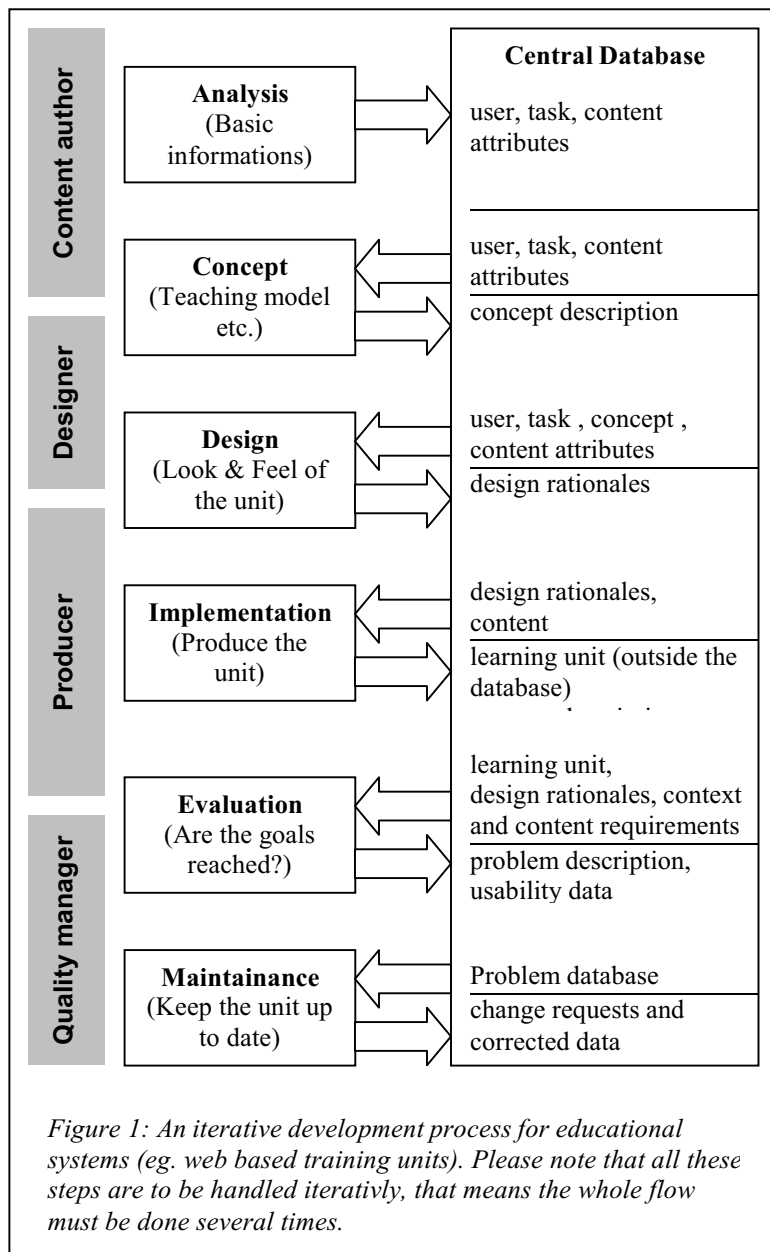 Content author
Designer
Producer
Quality manager
Analysis
(Basic
informations)
Concept
(Teaching model
etc.)
Design
(Look & Feel of
the unit)
Implementation
(Produce the
unit)
Evaluation
(Are the goals
reached?)
Maintainance
(Keep the unit up
to date)
Central Database
user, task, content
attributes
user, task, content
attributes
concept description
user, task , concept ,
content attributes
design rationales
design rationales,
content
learning unit (outside the
database)
learning unit,
design rationales, context
and content requirements
problem description,
usability data
Problem database
change requests and
corrected data
Figure 1: An iterative development process for educational
systems (eg. web based training units). Please note that all these
steps are to be handled iterativly, that means the whole flow
must be done several times.